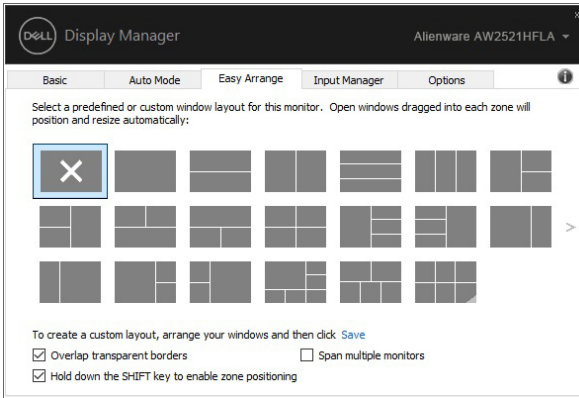 DELL Display Manager
Alienware AW2521HFLA
Basic
Auto Mode
Easy Arrange
Input Manager
Options
Select a predefined or custom window layout for this monitor. Open windows dragged into each zone will
position and resize automatically:
To create a custom layout, arrange your windows and then click Save
Overlap transparent borders
Span multiple monitors
Hold down the SHIFT key to enable zone positioning